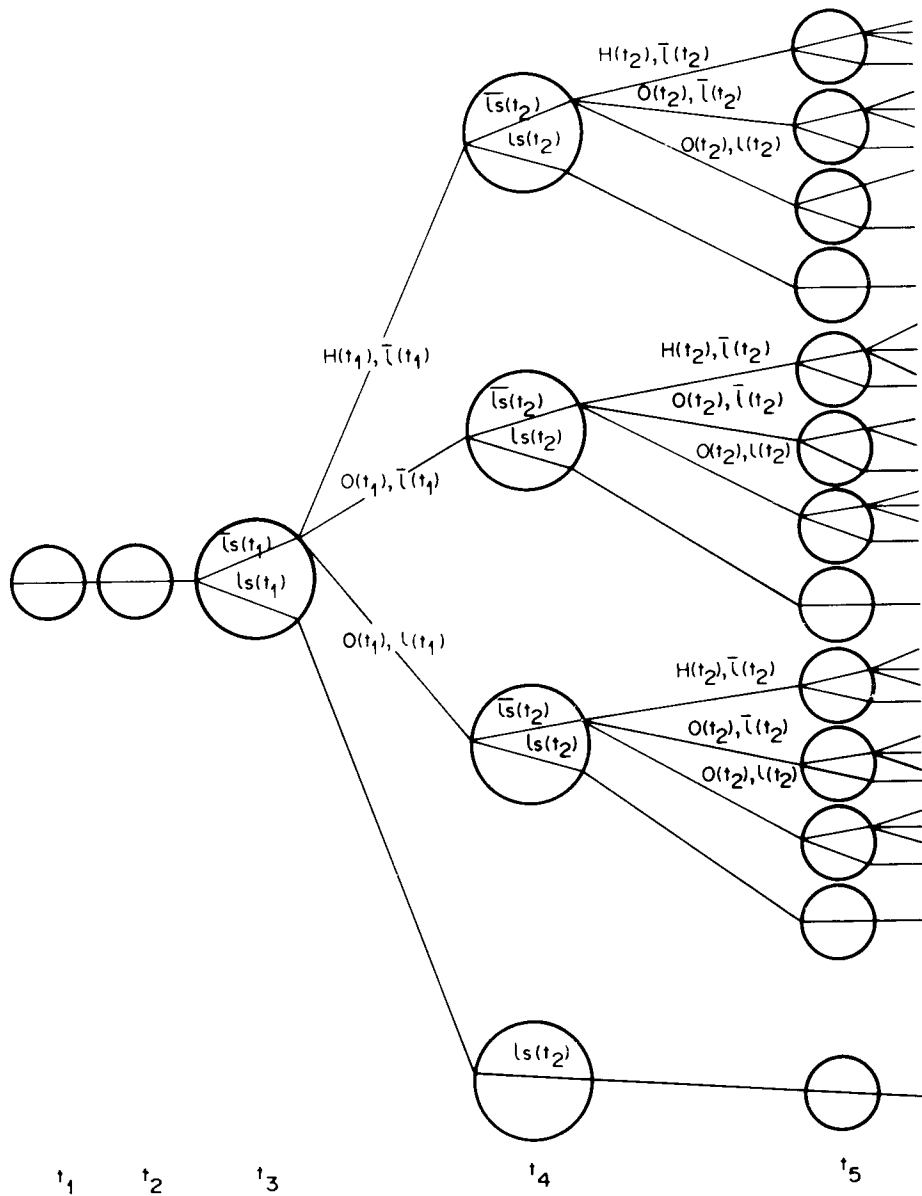 H(t₁), l̅(t₁)
O(t₁), l̅(t₁)
O(t₁), l(t₁)
l̅s̅(t₁)
ls(t₁)
l̅s̅(t₂)
ls(t₂)
H(t₂), l̅(t₂)
O(t₂), l̅(t₂)
O(t₂), l(t₂)
l̅s̅(t₂)
ls(t₂)
H(t₂), l̅(t₂)
O(t₂), l̅(t₂)
O(t₂), l(t₂)
l̅s̅(t₂)
ls(t₂)
H(t₂), l̅(t₂)
O(t₂), l̅(t₂)
O(t₂), l(t₂)
ls(t₂)
t₁ t₂ t₃ t₄ t₅